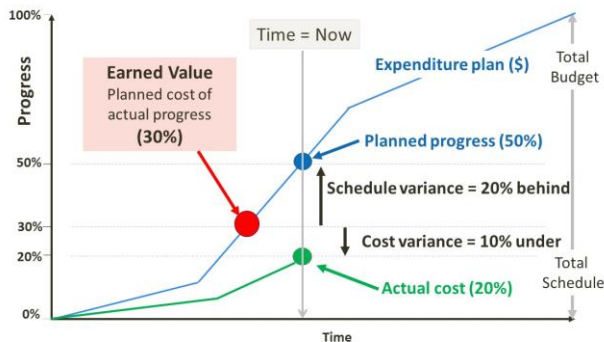 100%
Time = Now
Earned Value
Planned cost of
actual progress
(30%)
Expenditure plan ($)
Total
Budget
Progress
Planned progress (50%)
50%
Schedule variance = 20% behind
30%
Cost variance = 10% under
20%
Total
Schedule
Actual cost (20%)
0%
Time